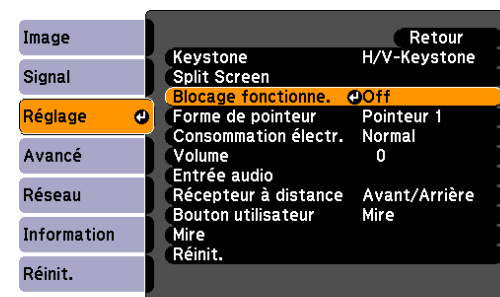 Image
Signal
Réglage
Avancé
Réseau
Information
Réinit.
Retour
Keystone H/V-Keystone
Split Screen
Blocage fonctionne. Off
Forme de pointeur Pointeur 1
Consommation électr. Normal
Volume 0
Entrée audio
Récepteur à distance Avant/Arrière
Bouton utilisateur Mire
Mire
Réinit.